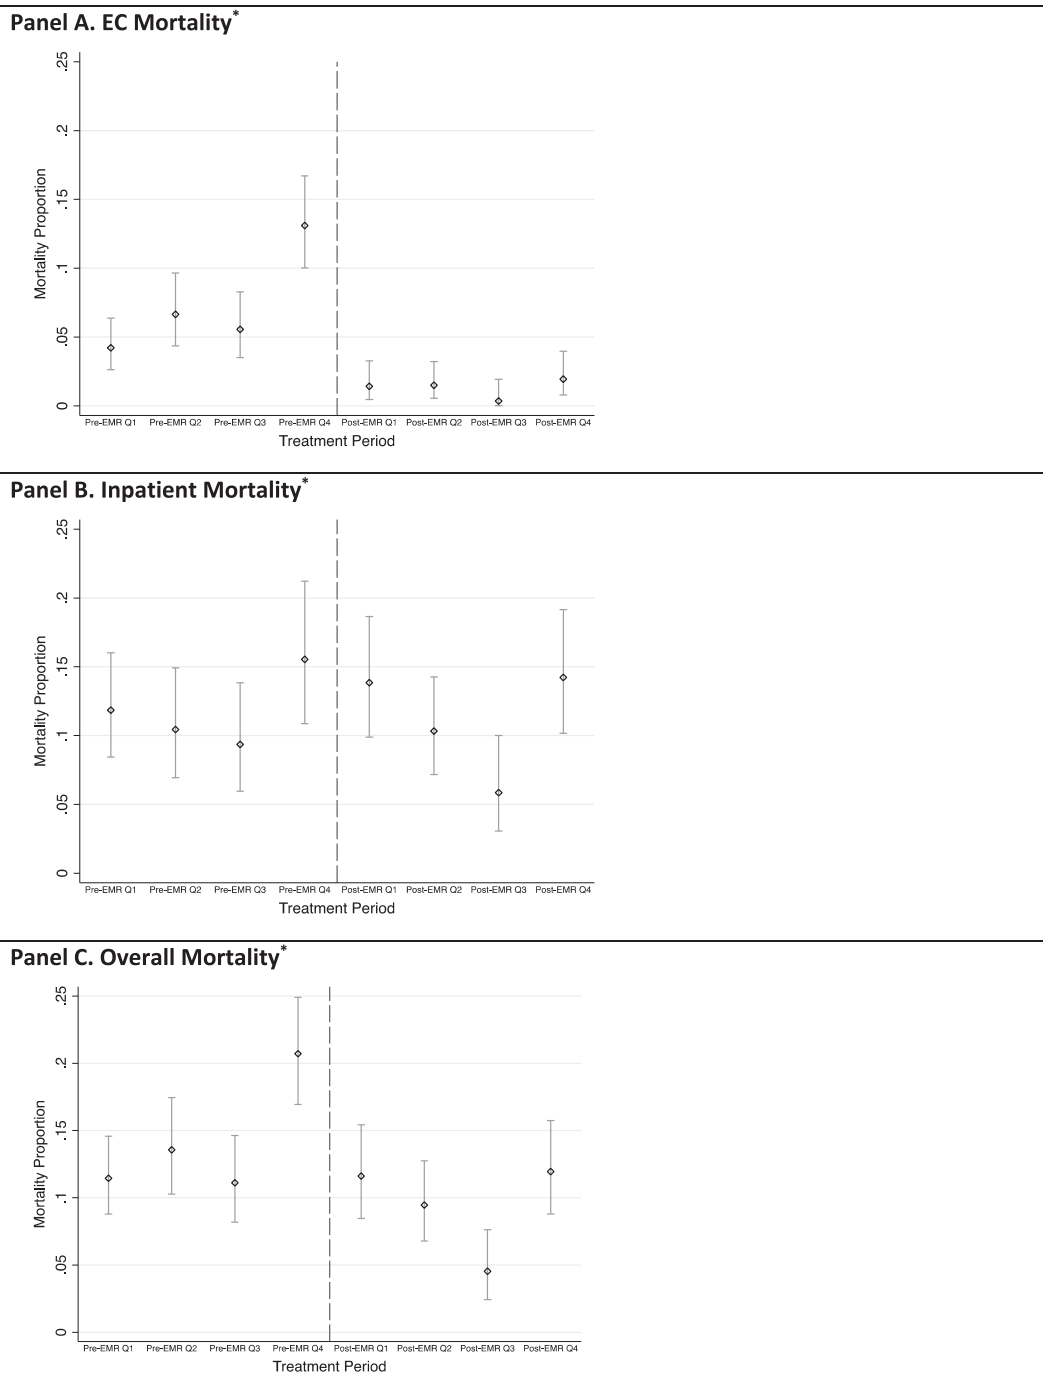 Panel A. EC Mortality*
.25
.2
.15
.1
.05
0
Mortality Proportion
Pre-EMR Q1 Pre-EMR Q2 Pre-EMR Q3 Pre-EMR Q4 Post-EMR Q1 Post-EMR Q2 Post-EMR Q3 Post-EMR Q4
Treatment Period
Panel B. Inpatient Mortality*
.25
.2
.15
.1
.05
0
Mortality Proportion
Pre-EMR Q1 Pre-EMR Q2 Pre-EMR Q3 Pre-EMR Q4 Post-EMR Q1 Post-EMR Q2 Post-EMR Q3 Post-EMR Q4
Treatment Period
Panel C. Overall Mortality*
.25
.2
.15
.1
.05
0
Mortality Proportion
Pre-EMR Q1 Pre-EMR Q2 Pre-EMR Q3 Pre-EMR Q4 Post-EMR Q1 Post-EMR Q2 Post-EMR Q3 Post-EMR Q4
Treatment Period